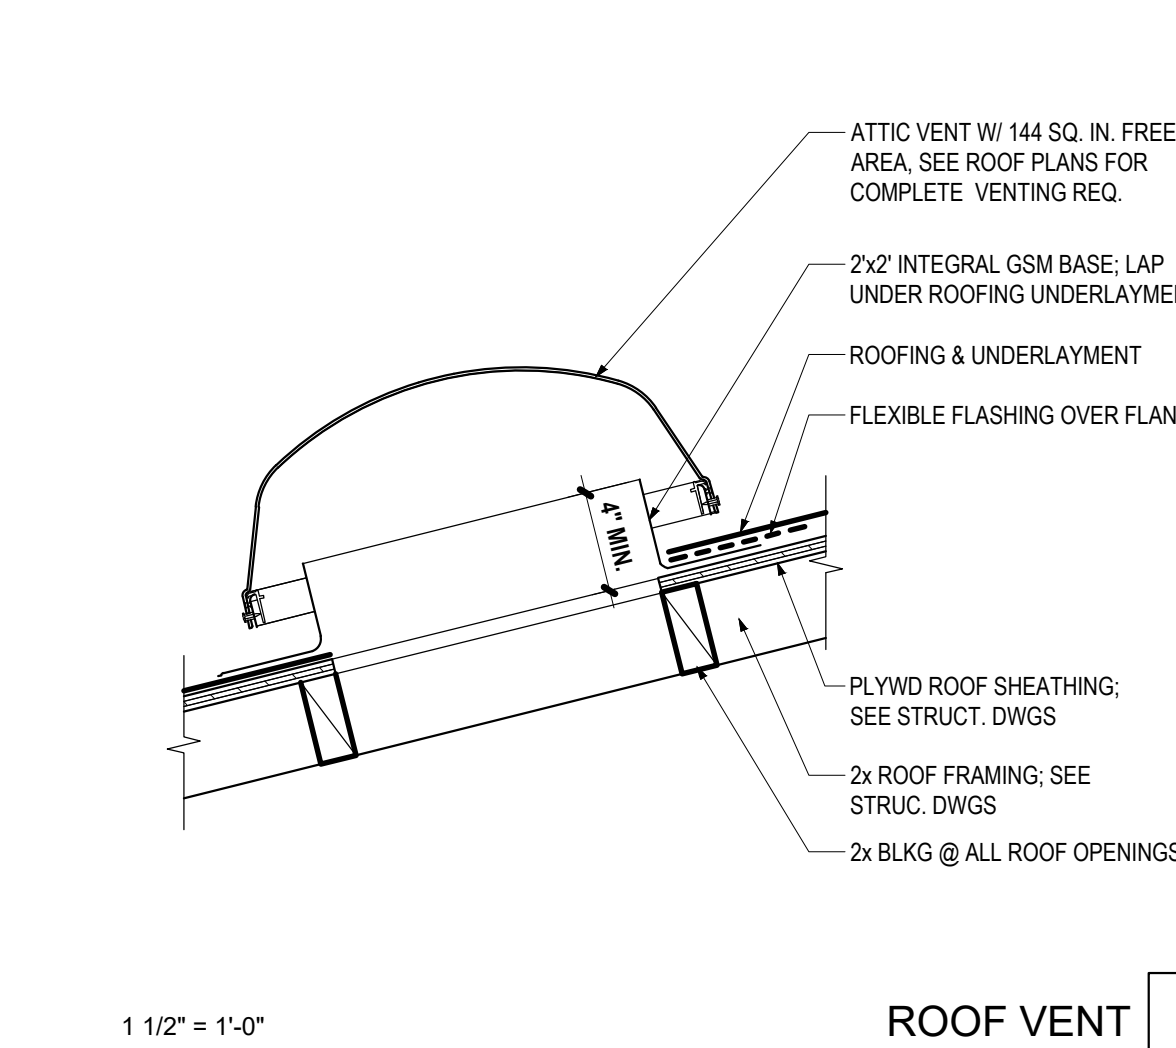 ATTIC VENT W/ 144 SQ. IN. FREE
AREA, SEE ROOF PLANS FOR
COMPLETE VENTING REQ.
2'x2' INTEGRAL GSM BASE; LAP
UNDER ROOFING
ROOFING & UNDERLAYMENT
FLEXIBLE FLASHING OVER
4" MIN.
PLYWD ROOF SHEATHING;
SEE STRUCT. DWGS
2x ROOF FRAMING; SEE
STRUC. DWGS
2x BLKG @ ALL ROOF OPENINGS
1 1/2" = 1'-0"
ROOF VENT